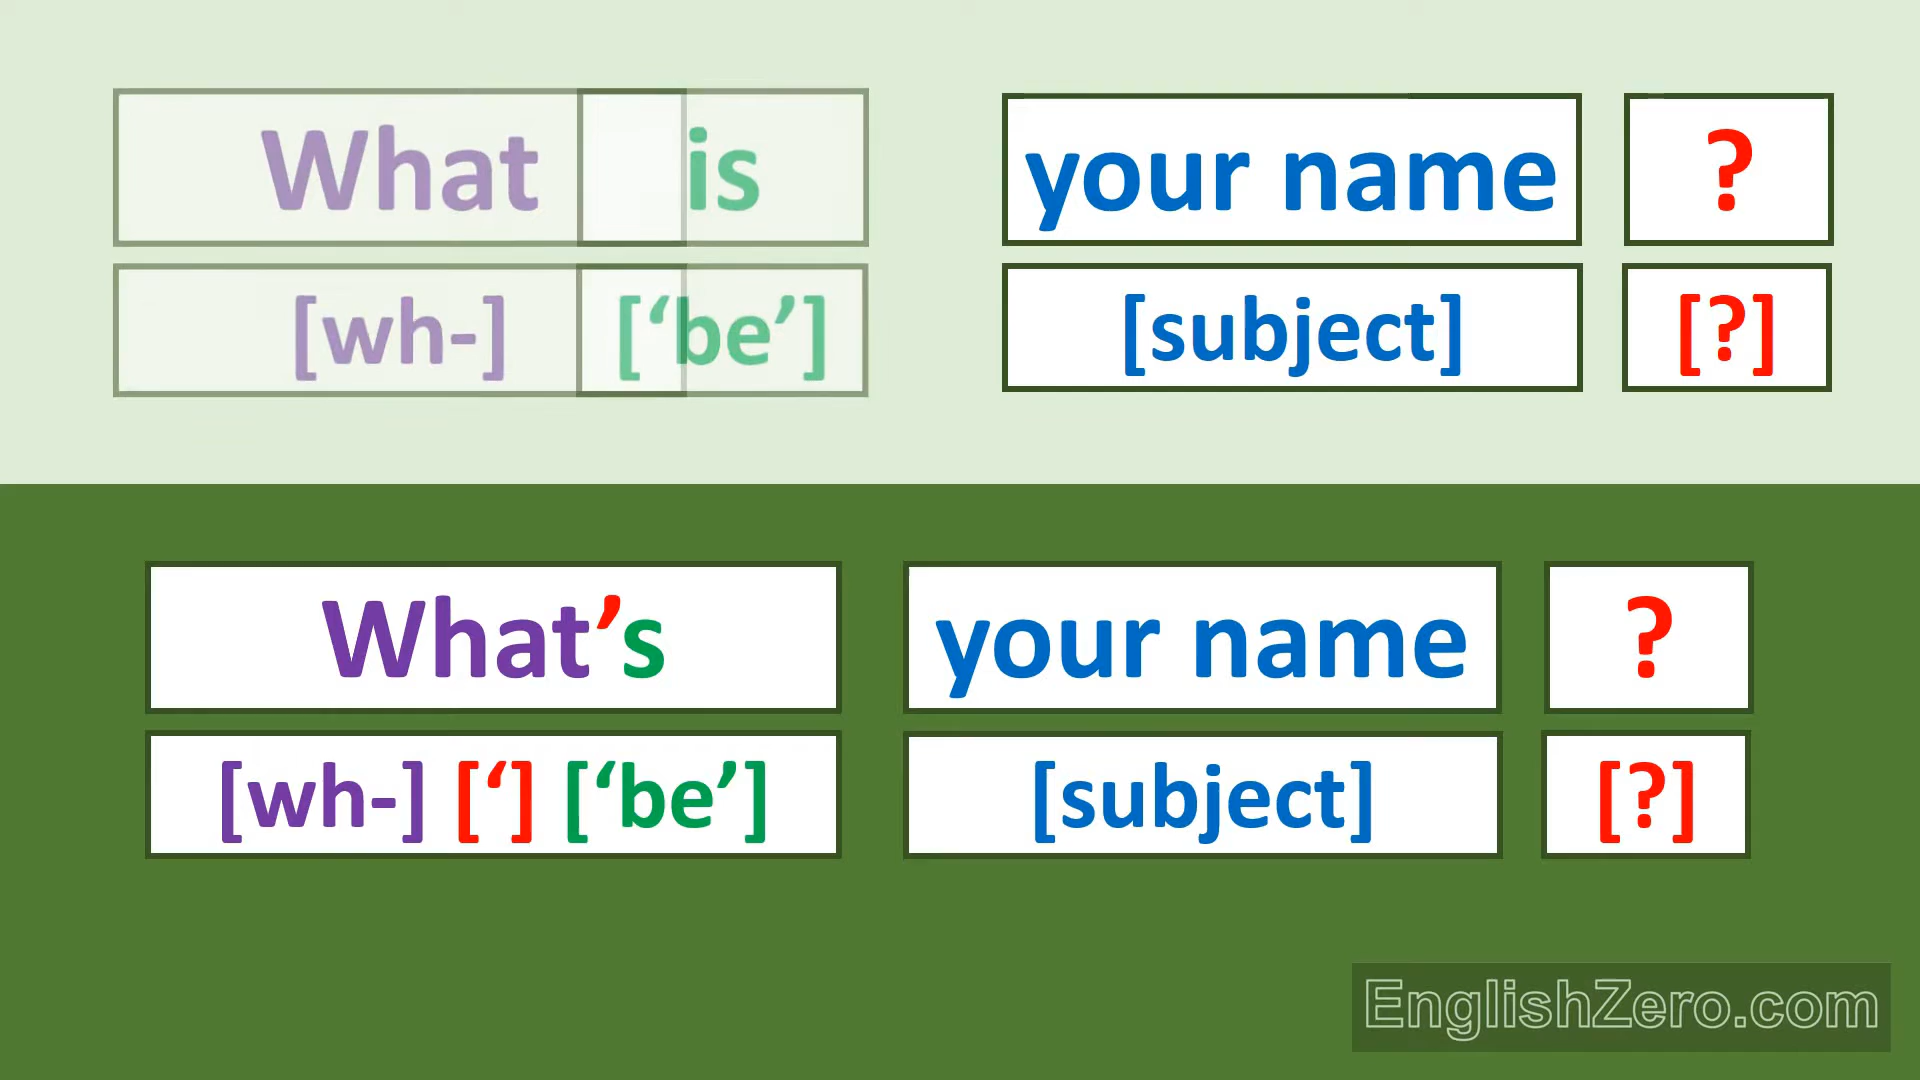 What is your name ?
[wh-] [‘be’] [subject] [?]
What’s your name ?
[wh-] [‘] [‘be’] [subject] [?]
EnglishZero.com